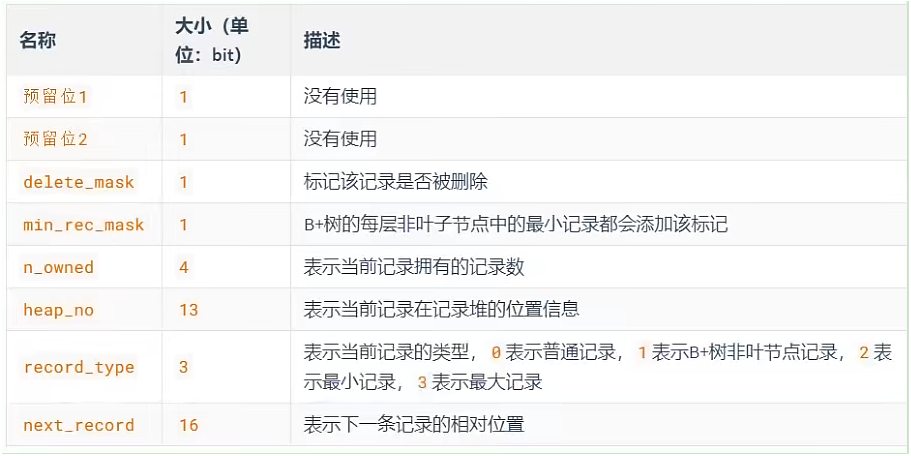 名称 大小（单位：bit） 描述
预留位1 1 没有使用
预留位2 1 没有使用
delete_mask 1 标记该记录是否被删除
min_rec_mask 1 B+树的每层非叶子节点中的最小记录都会添加该标记
n_owned 4 表示当前记录拥有的记录数
heap_no 13 表示当前记录在记录堆的位置信息
record_type 3 表示当前记录的类型，0 表示普通记录，1 表示B+树非叶节点记录，2 表
示最小记录，3 表示最大记录
next_record 16 表示下一条记录的相对位置